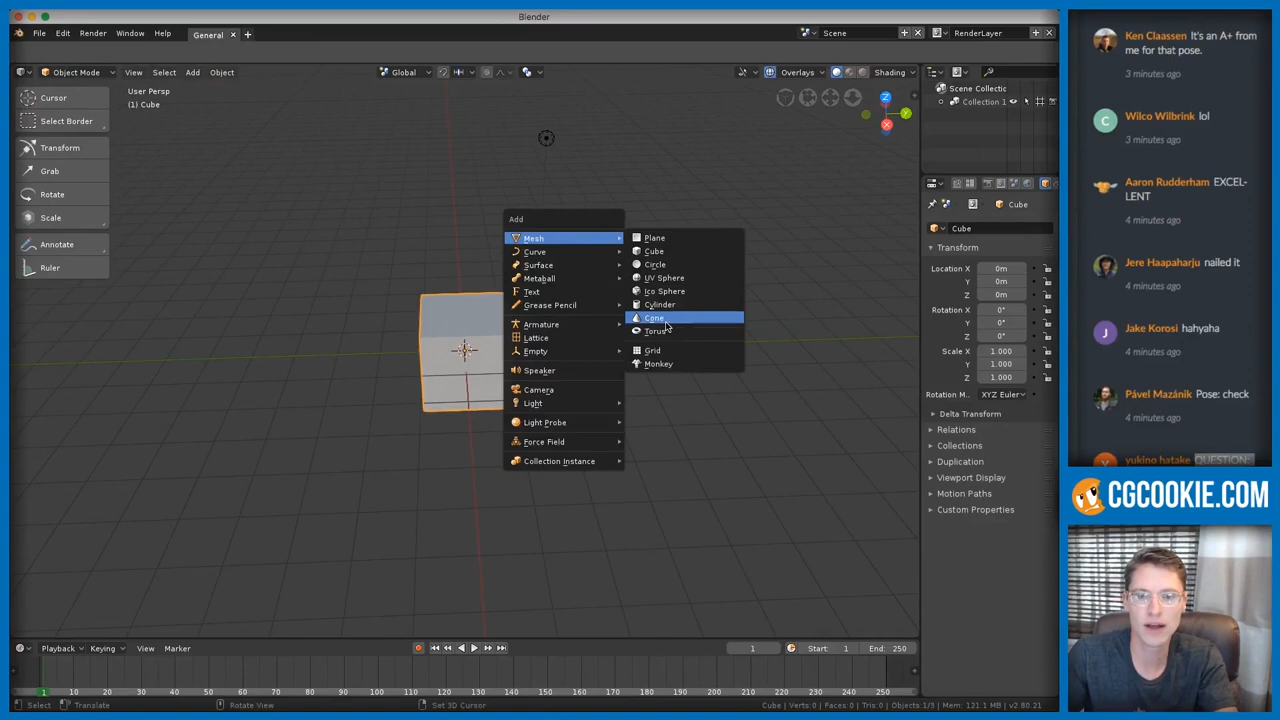 Blender
File Edit Render Window Help General Scene RenderLayer
Object Mode View Select Add Object Global Overlays Shading
Cursor
Select Border
Transform
Grab
Rotate
Scale
Annotate
Ruler
User Persp
(1) Cube
Z
Y
X
Add
Mesh
Curve
Surface
Metaball
Text
Grease Pencil
Armature
Lattice
Empty
Speaker
Camera
Light
Light Probe
Force Field
Collection Instance
Plane
Cube
Circle
UV Sphere
Ico Sphere
Cylinder
Cone
Torus
Grid
Monkey
Scene Collectic
Collection 1
Cube
Cube
Transform
Location X 0m
Y 0m
Z 0m
Rotation X 0°
Y 0°
Z 0°
Scale X 1.000
Y 1.000
Z 1.000
Rotation M.. XYZ Euler
Delta Transform
Relations
Collections
Duplication
Viewport Display
Motion Paths
Custom Properties
Playback Keying View Marker 1 Start: 1 End: 250
1 10 20 30 40 50 60 70 80 90 100 110 120 130 140 150 160 170 180 190 200 210 220 230 240 250
Select Translate Rotate View Set 3D Cursor Cube | Verts:0 | Faces:0 | Tris:0 | Objects:1/3 | Mem: 121.1 MB | v2.80.21
Ken Claassen It's an A+ from
me for that pose.
3 minutes ago
C
Wilco Wilbrink lol
3 minutes ago
Aaron Rudderham EXCEL-
LENT
4 minutes ago
Jere Haapaharju nailed it
4 minutes ago
Jake Korosi hahyaha
4 minutes ago
Pável Mazánik Pose: check
4 minutes ago
yukino hatake QUESTION:
CGCOOKIE.COM